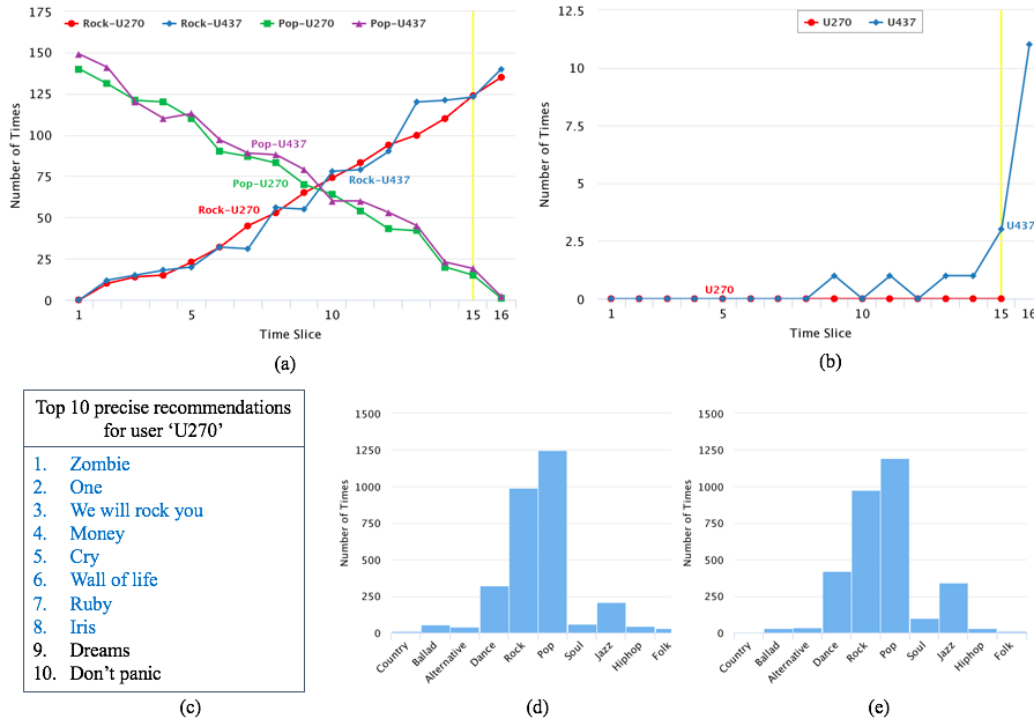 Rock-U270 Rock-U437 Pop-U270 Pop-U437
175
150
125
100
75
50
25
0
Number of Times
Pop-U437
Pop-U270
Rock-U437
Rock-U270
1 5 10 15 16
Time Slice
(a)
U270 U437
12.5
10
7.5
5
2.5
0
Number of Times
U437
U270
1 5 10 15 16
Time Slice
(b)
Top 10 precise recommendations
for user ‘U270’
1. Zombie
2. One
3. We will rock you
4. Money
5. Cry
6. Wall of life
7. Ruby
8. Iris
9. Dreams
10. Don’t panic
(c)
1500
1250
1000
750
500
250
0
Number of Times
Country Ballad Alternative Dance Rock Pop Soul Jazz Hiphop Folk
(d)
1500
1250
1000
750
500
250
0
Number of Times
Country Ballad Alternative Dance Rock Pop Soul Jazz Hiphop Folk
(e)